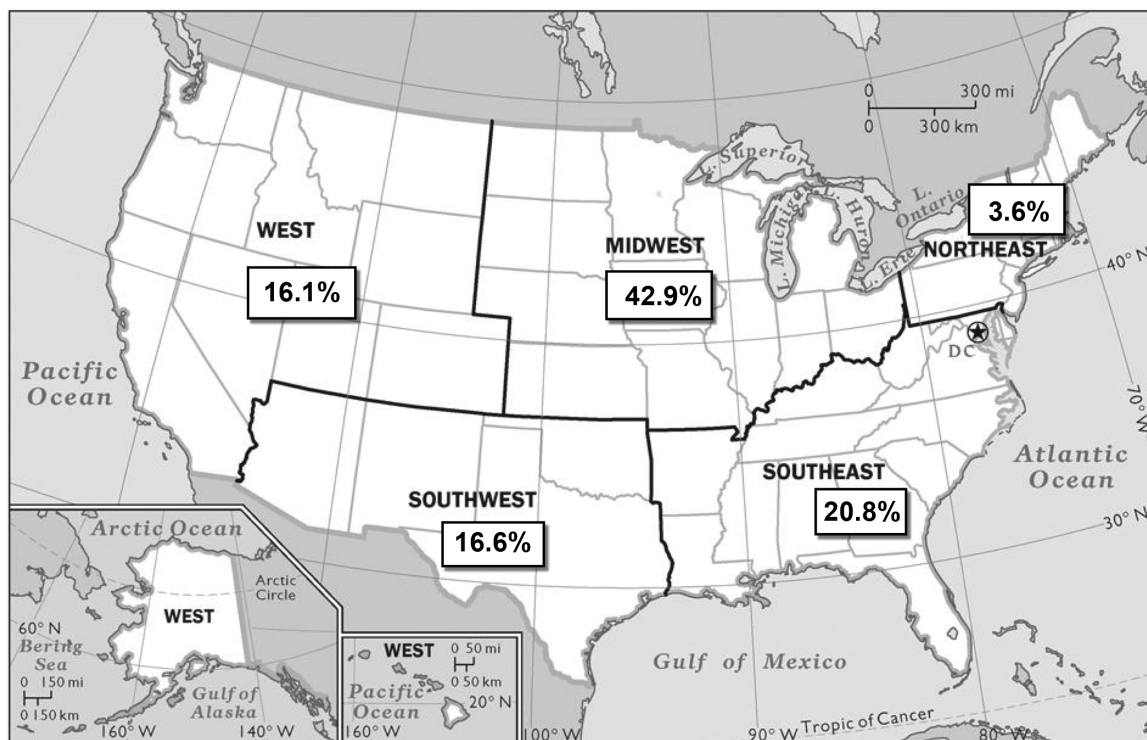 0 300 mi
0 300 km
L. Superior
L. Michigan
L. Huron
L.
Ontario
L. Erie
3.6%
NORTHEAST
40° N
WEST
16.1%
MIDWEST
42.9%
DC
70°
W
Pacific
Ocean
Atlantic
Ocean
SOUTHEAST
20.8%
SOUTHWEST
16.6%
30° N
Arctic Ocean
Arctic
Circle
WEST
60° N
Bering
Sea
0 150 mi
0 150 km
Gulf of
Alaska
160°W
140° W
WEST
0 50 mi
0 50 km
Pacific
Ocean
20° N
160° W
Gulf of Mexico
100° W
90° W
Tropic of Cancer
80° W